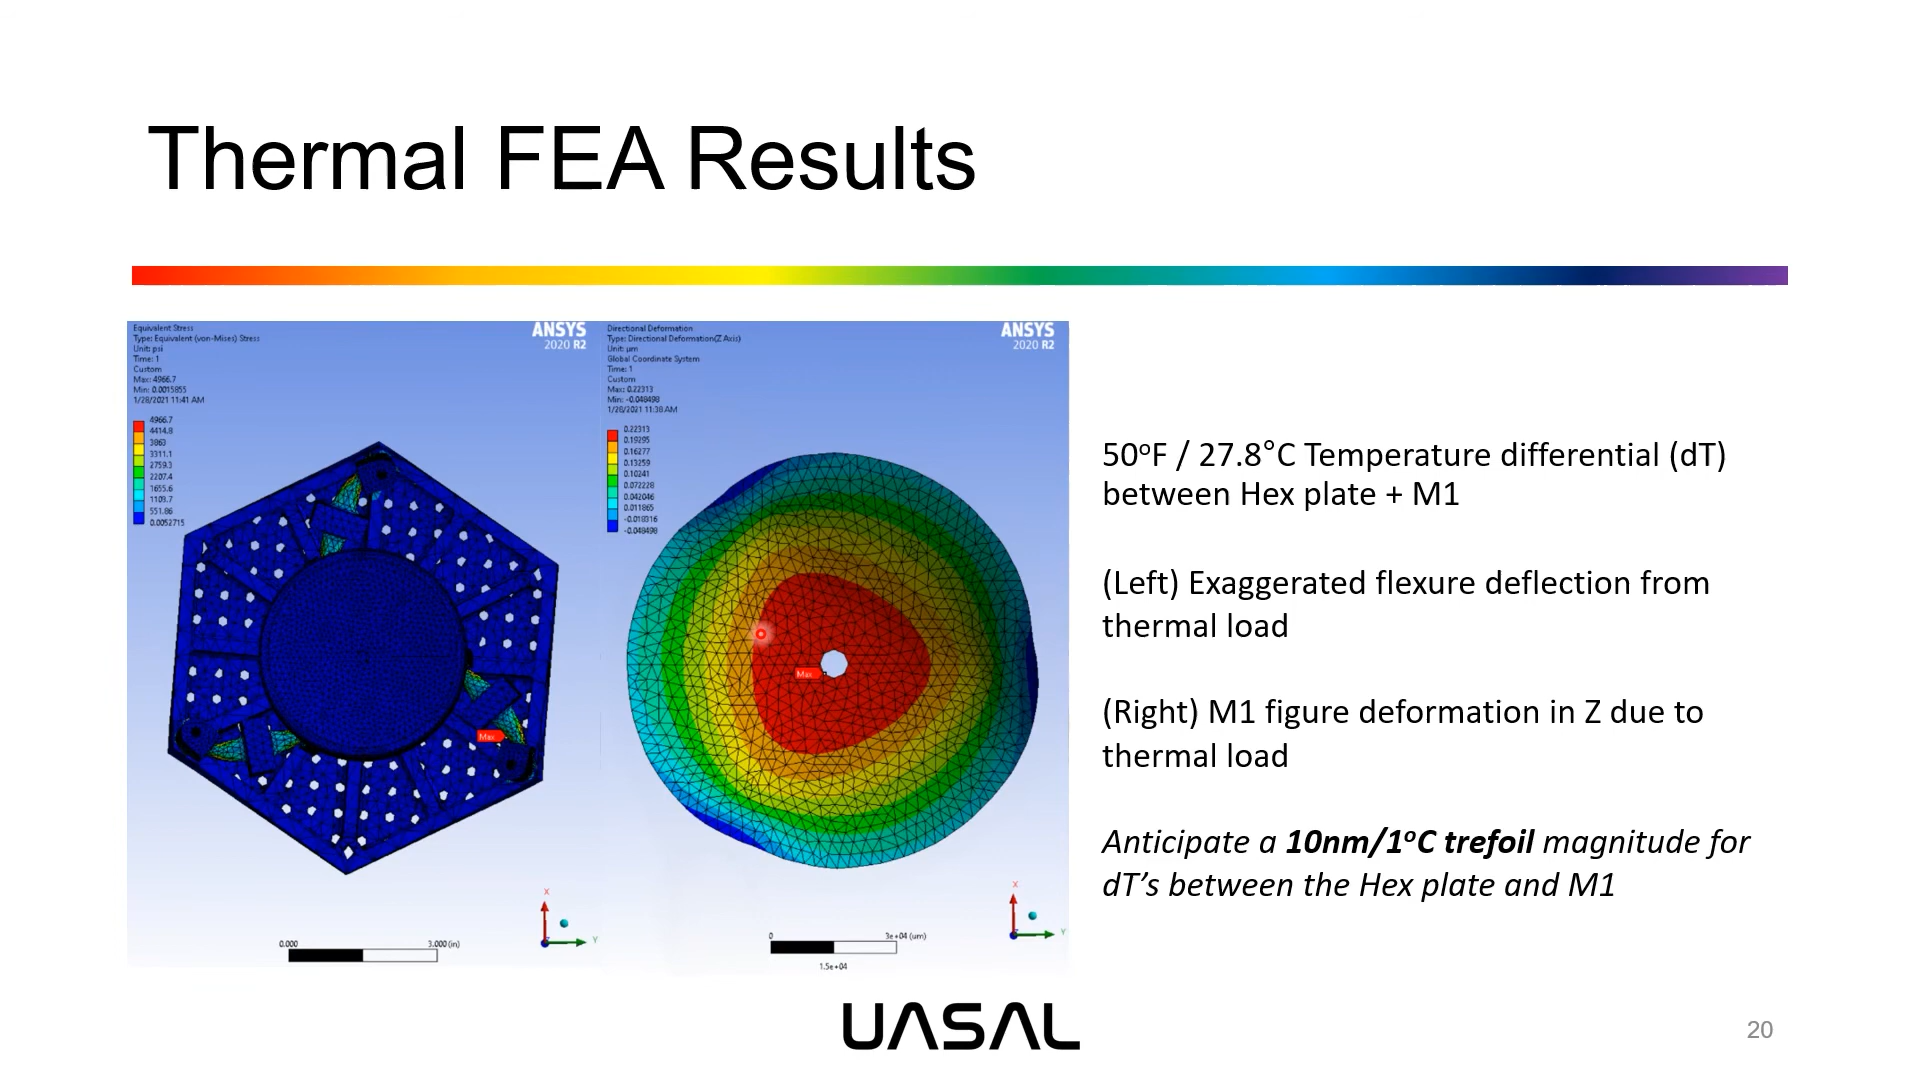 Thermal FEA Results
Equivalent Stress
Type: Equivalent (von-Mises) Stress
Unit: psi
Time: 1
Custom
Max: 4966.7
Min: 0.0015855
1/28/2021 11:41 AM
4966.7
4414.8
3863
3311.1
2759.3
2207.4
1655.6
1103.7
551.86
0.0052715
ANSYS
2020 R2
Max
0.000
3.000 (in)
X
Y
Directional Deformation
Type: Directional Deformation(Z Axis)
Unit: µm
Global Coordinate System
Time: 1
Custom
Max: 0.22313
Min: -0.048498
1/28/2021 11:38 AM
0.22313
0.19295
0.16277
0.13259
0.10241
0.072228
0.042046
0.011865
-0.018316
-0.048498
ANSYS
2020 R2
Max
0
3e+04 (um)
1.5e+04
X
Y
50°F / 27.8°C Temperature differential (dT)
between Hex plate + M1
(Left) Exaggerated flexure deflection from
thermal load
(Right) M1 figure deformation in Z due to
thermal load
Anticipate a 10nm/1°C trefoil magnitude for
dT’s between the Hex plate and M1
UASAL
20